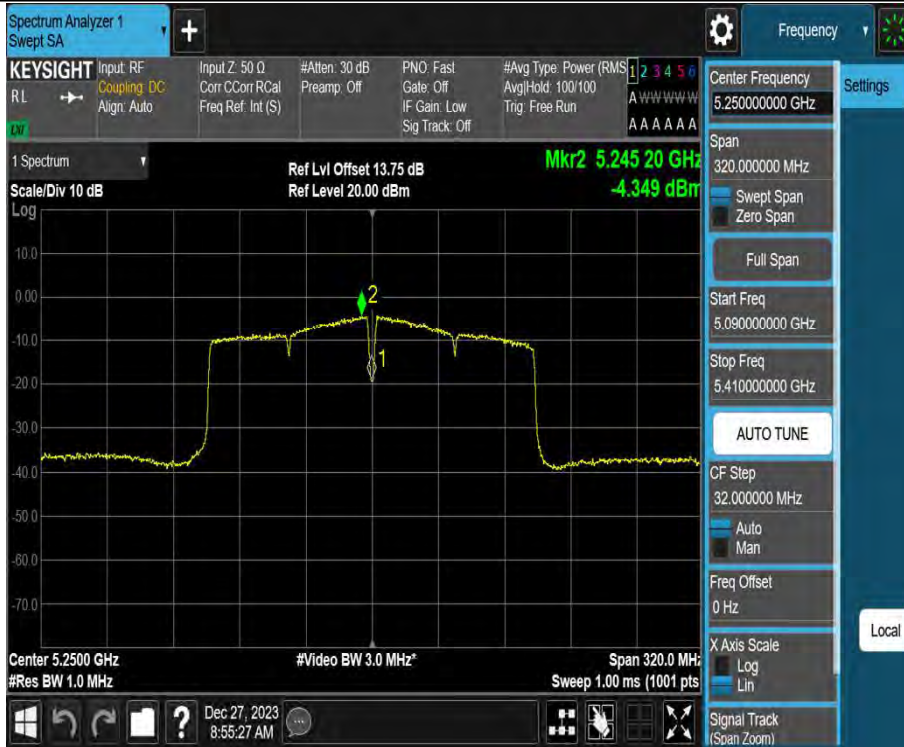 Spectrum Analyzer 1
Swept SA
+
Frequency
KEYSIGHT
RL
LXI
Input: RF
Coupling: DC
Align: Auto
Input Z: 50 Ω
Corr CCorr RCal
Freq Ref: Int (S)
#Atten: 30 dB
Preamp: Off
PNO: Fast
Gate: Off
IF Gain: Low
Sig Track: Off
#Avg Type: Power (RMS
Avg|Hold: 100/100
Trig: Free Run
1 2 3 4 5 6
A W W W W W
A A A A A A
1 Spectrum
Scale/Div 10 dB
Log
Ref Lvl Offset 13.75 dB
Ref Level 20.00 dBm
Mkr2 5.245 20 GHz
-4.349 dBm
10.0
0.00
-10.0
-20.0
-30.0
-40.0
-50.0
-60.0
-70.0
2
1
Center 5.2500 GHz
#Res BW 1.0 MHz
#Video BW 3.0 MHz*
Span 320.0 MHz
Sweep 1.00 ms (1001 pts
?
Dec 27, 2023
8:55:27 AM
Center Frequency
5.250000000 GHz
Settings
Span
320.000000 MHz
Swept Span
Zero Span
Full Span
Start Freq
5.090000000 GHz
Stop Freq
5.410000000 GHz
AUTO TUNE
CF Step
32.000000 MHz
Auto
Man
Freq Offset
0 Hz
X Axis Scale
Log
Lin
Local
Signal Track
(Span Zoom)